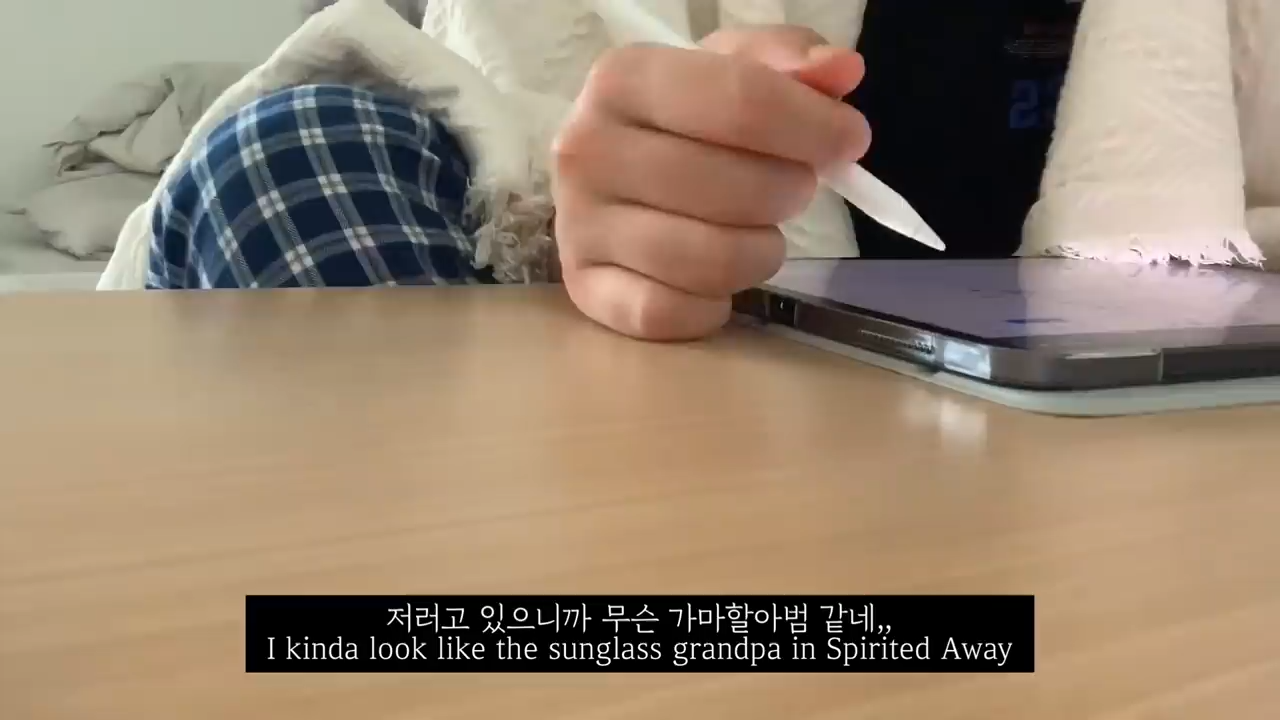 저러고 있으니까 무슨 가마할아범 같네,,
I kinda look like the sunglass grandpa in Spirited Away